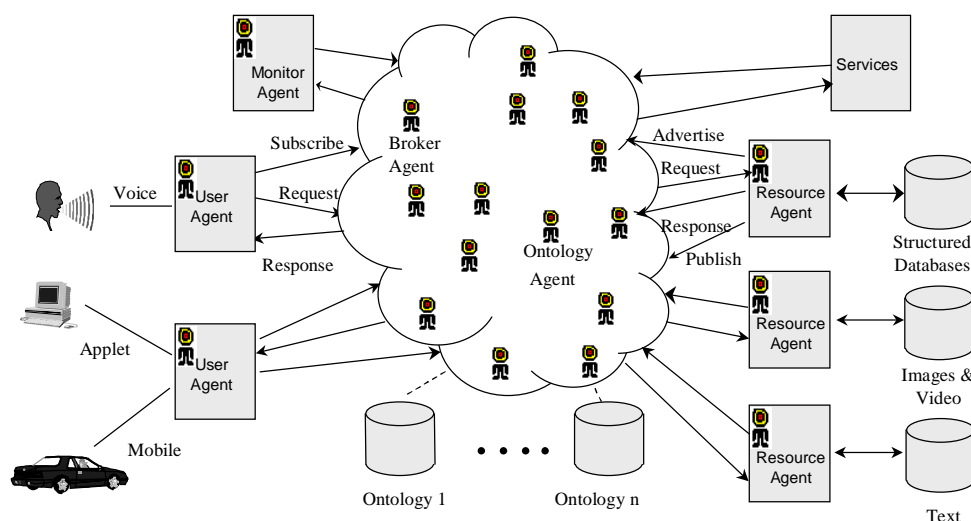 Monitor
Agent
Services
Subscribe
Broker
Agent
Advertise
Voice
User
Agent
Request
Request
Resource
Agent
Response
Ontology
Agent
Response
Publish
Structured
Databases
Applet
User
Agent
Resource
Agent
Images &
Video
Mobile
Ontology 1
Ontology n
Resource
Agent
Text